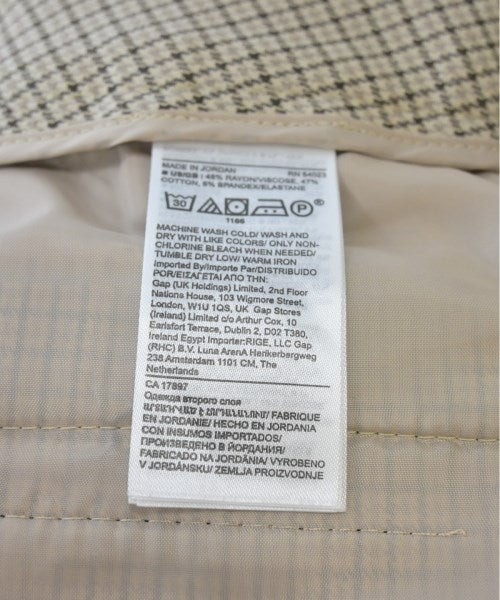 MADE IN JORDAN RN 54023
■ US/GB | 48% RAYON/VISCOSE, 47%
COTTON, 5% SPANDEX/ELASTANE
30 P
1166
MACHINE WASH COLD/ WASH AND
DRY WITH LIKE COLORS/ ONLY NON-
CHLORINE BLEACH WHEN NEEDED/
TUMBLE DRY LOW/ WARM IRON
Imported By/Importe Par/DISTRIBUIDO
POR/ΕΙΣΑΓΕΤΑΙ ΑΠΟ ΤΗΝ:
Gap (UK Holdings) Limited, 2nd Floor
Nations House, 103 Wigmore Street,
London, W1U 1QS, UK Gap Stores
(Ireland) Limited c/o Arthur Cox, 10
Earlsfort Terrace, Dublin 2, D02 T380,
Ireland Egypt Importer:RIGE, LLC Gap
(RHC) B.V. Luna ArenA Herikerbergweg
238 Amsterdam 1101 CM, The
Netherlands
CA 17897
Одежда второго слоя
FABRIQUE
EN JORDANIE/ HECHO EN JORDANIA
CON INSUMOS IMPORTADOS/
ПРОИЗВЕДЕНО В ЙОРДАНИЯ/
FABRICADO NA JORDÂNIA/ VYROBENO
V JORDÁNSKU/ ZEMLJA PROIZVODNJE